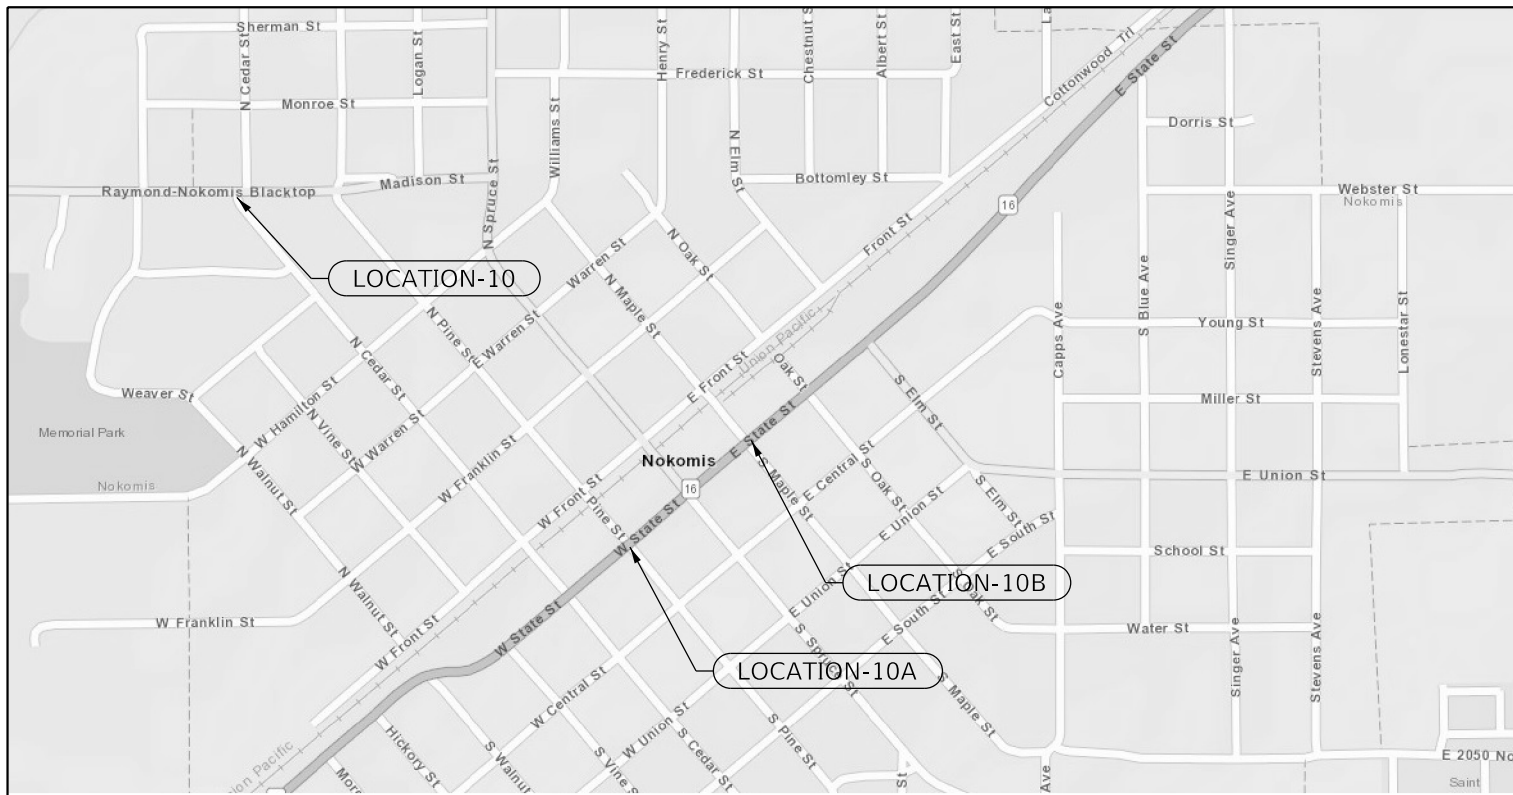 Sherman St
N Cedar St
Logan St
Monroe St
Henry St
Frederick St
Chestnut S
Albert St
East St
La
Cottonwood Trl
E State St
Williams St
N Elm St
Dorris St
Madison St
Raymond-Nokomis Blacktop
N Spruce St
Bottomley St
Webster St
Nokomis
Singer Ave
16
Front St
N Oak St
Warren St
LOCATION-10
N Maple St
N Pine St
E Warren St
Union Pacific
Capps Ave
S Blue Ave
Young St
Stevens Ave
Lonestar St
N Cedar St
E Front St
Oak St
Weaver St
W Hamilton St
N Vine St
W Warren St
S Elm St
Miller St
Memorial Park
W Franklin St
E State St
Nokomis
N Walnut St
Nokomis
16
S Maple St
E Central St
S Oak St
E Union St
E Union St
S Elm St
W Front St
Pine St
W State St
E South St
School St
LOCATION-10B
N Walnut St
E Union St
S Oak St
E South St
W Franklin St
W Front St
W State St
Water St
S Spruce St
LOCATION-10A
Singer Ave
Stevens Ave
W Central St
S Maple St
W Union St
S Pine St
Hickory St
S Walnut
S Vine S
S Cedar St
Union Pacific
St
Ave
E 2050 No
Saint